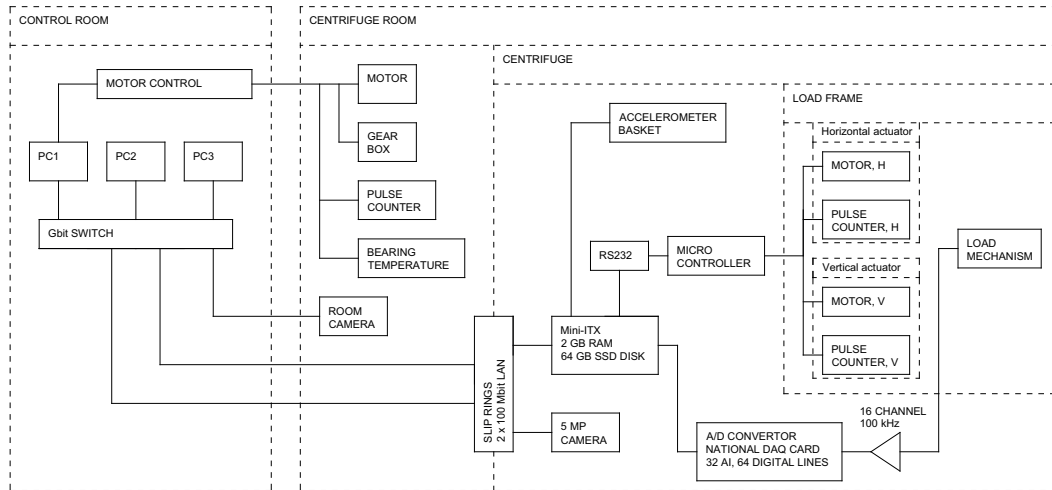 CONTROL ROOM
CENTRIFUGE ROOM
CENTRIFUGE
LOAD FRAME
MOTOR CONTROL
MOTOR
GEAR
BOX
PULSE
COUNTER
BEARING
TEMPERATURE
PC1
PC2
PC3
Gbit SWITCH
ROOM
CAMERA
SLIP RINGS
2 x 100 Mbit LAN
ACCELEROMETER
BASKET
RS232
MICRO
CONTROLLER
Mini-ITX
2 GB RAM
64 GB SSD DISK
5 MP
CAMERA
Horizontal actuator
MOTOR, H
PULSE
COUNTER, H
Vertical actuator
MOTOR, V
PULSE
COUNTER, V
LOAD
MECHANISM
16 CHANNEL
100 kHz
A/D CONVERTOR
NATIONAL DAQ CARD
32 AI, 64 DIGITAL LINES